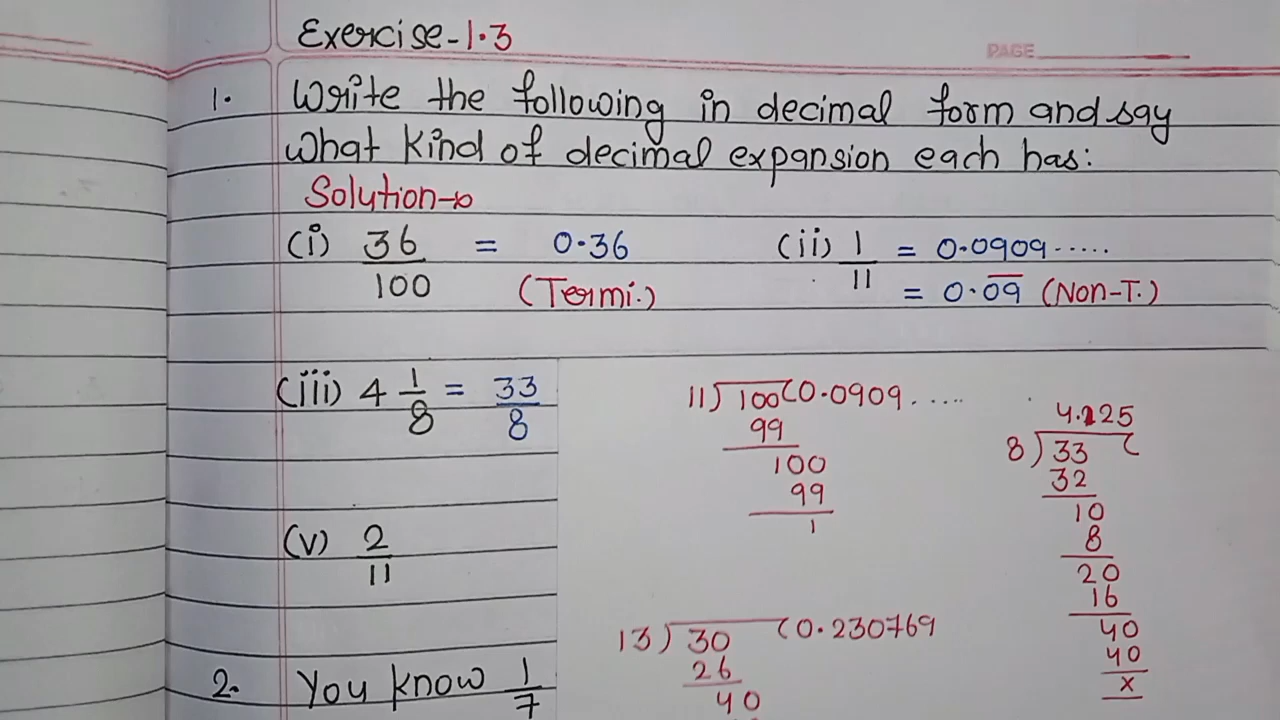 Exercise-1.3
PAGE
1. Write the following in decimal form and say
what kind of decimal expansion each has:
Solution→
(i) 36/100 = 0.36 (Termi.)
(ii) 1/11 = 0.0909.....
= 0.0̅9̅ (Non-T.)
(iii) 4 1/8 = 33/8
11) 100 (0.0909.....
99
100
99
1
4.125
8) 33 (
32
10
8
20
16
40
40
x
(v) 2/11
13) 30 (0.230769
26
40
2. You know 1/7